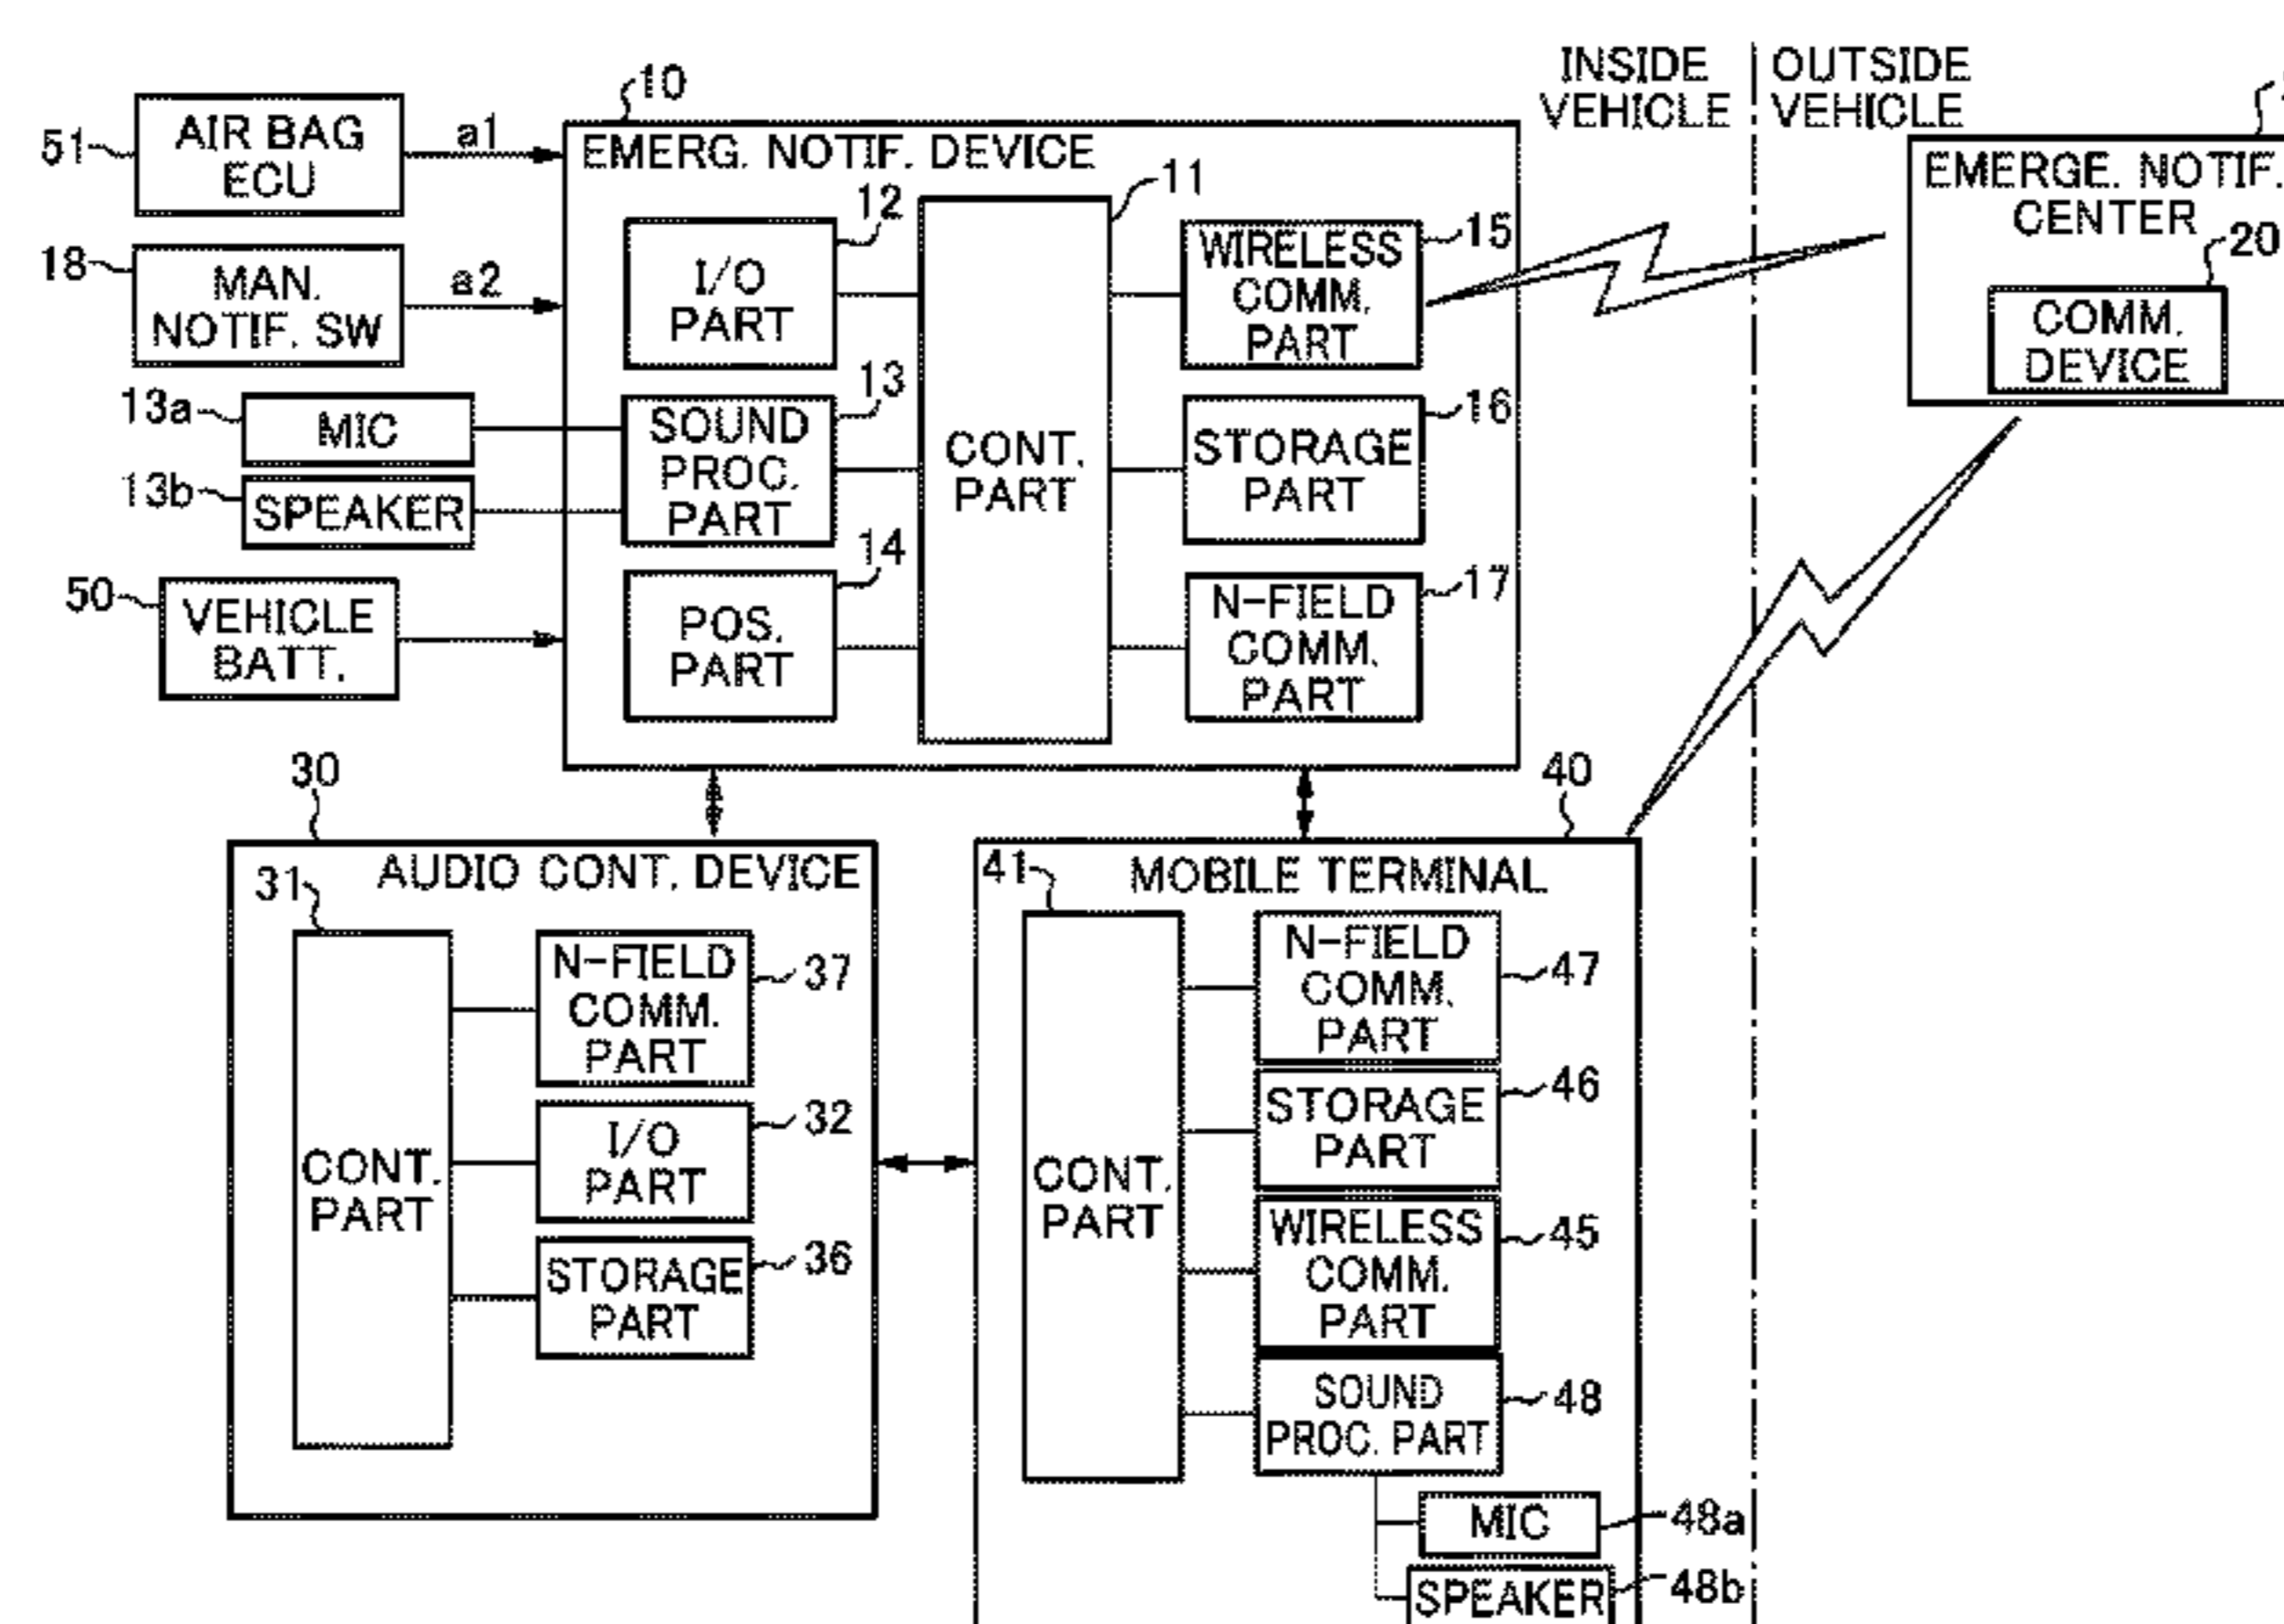 INSIDE
VEHICLE
OUTSIDE
VEHICLE
10
51
AIR BAG
ECU
a1
EMERG. NOTIF. DEVICE
11
12
I/O
PART
WIRELESS
COMM.
PART
15
EMERGE. NOTIF.
CENTER
20
COMM.
DEVICE
18
MAN.
NOTIF. SW
a2
13a
MIC
13b
SPEAKER
13
SOUND
PROC.
PART
CONT.
PART
16
STORAGE
PART
50
VEHICLE
BATT.
14
POS.
PART
17
N-FIELD
COMM.
PART
30
AUDIO CONT. DEVICE
31
CONT.
PART
N-FIELD
COMM.
PART
37
I/O
PART
32
STORAGE
PART
36
40
MOBILE TERMINAL
41
CONT.
PART
N-FIELD
COMM.
PART
47
STORAGE
PART
46
WIRELESS
COMM.
PART
45
SOUND
PROC. PART
48
MIC
48a
SPEAKER
48b